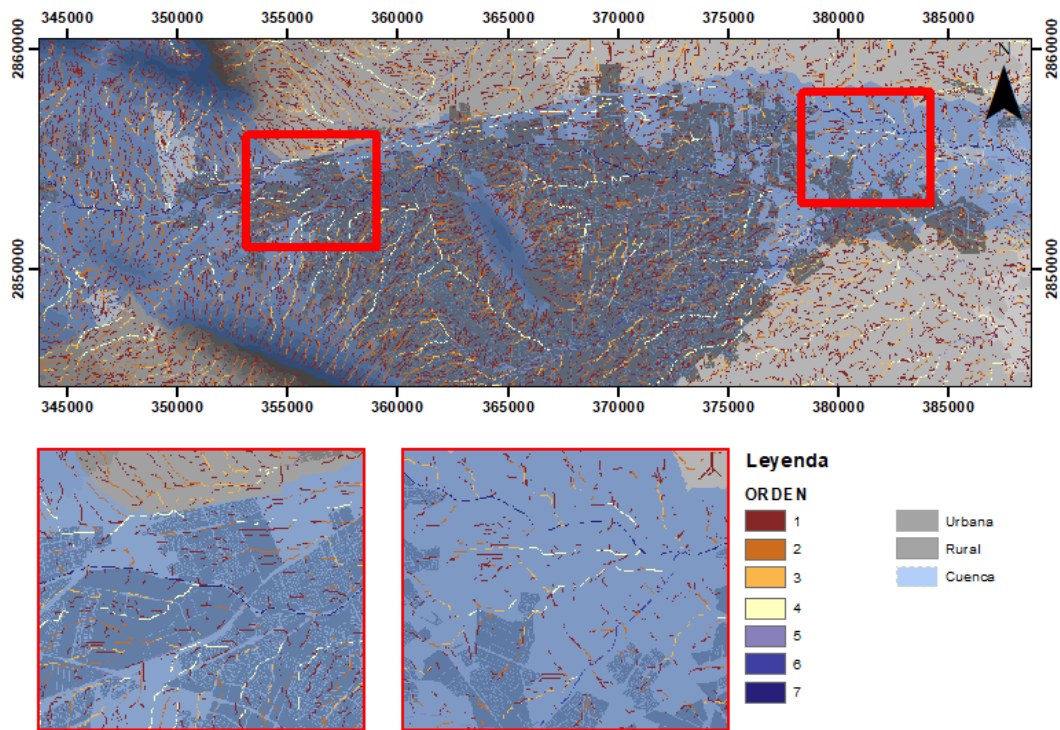 345000 350000 355000 360000 365000 370000 375000 380000 385000
2860000 2860000
N
2850000 2850000
345000 350000 355000 360000 365000 370000 375000 380000 385000
Leyenda
ORDEN
1 Urbana
2 Rural
3 Cuenca
4
5
6
7